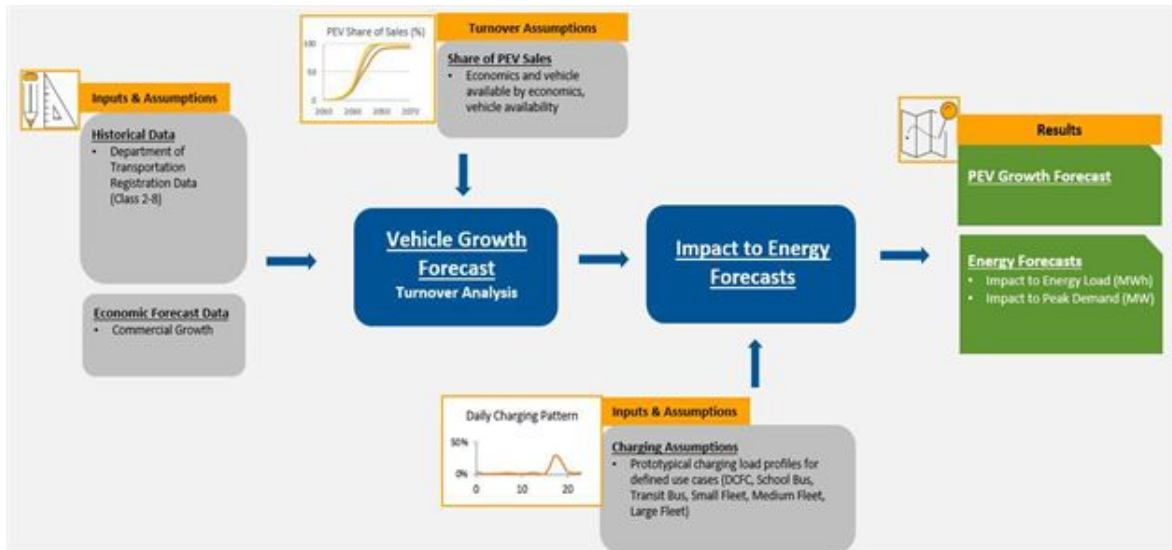 PEV Share of Sales (%)
100
50
0
2060
2070
Turnover Assumptions
Share of PEV Sales
• Economics and vehicle
available by economics,
vehicle availability
Inputs & Assumptions
Historical Data
• Department of
Transportation
Registration Data
(Class 2-8)
Economic Forecast Data
• Commercial Growth
Vehicle Growth
Forecast
Turnover Analysis
Impact to Energy
Forecasts
Results
PEV Growth Forecast
Energy Forecasts
• Impact to Energy Load (MWh)
• Impact to Peak Demand (MW)
Daily Charging Pattern
50%
0%
0 10 20
Inputs & Assumptions
Charging Assumptions
• Prototypical charging load profiles for
defined use cases (DCFC, School Bus,
Transit Bus, Small Fleet, Medium Fleet,
Large Fleet)